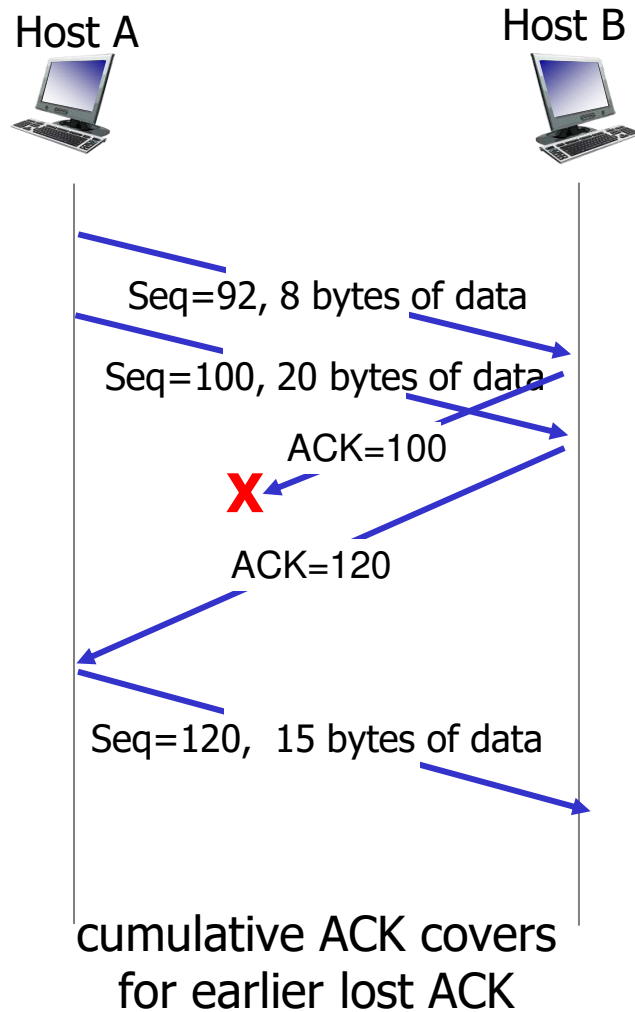 Host A
Host B
Seq=92, 8 bytes of data
Seq=100, 20 bytes of data
ACK=100
X
ACK=120
Seq=120, 15 bytes of data
cumulative ACK covers
for earlier lost ACK